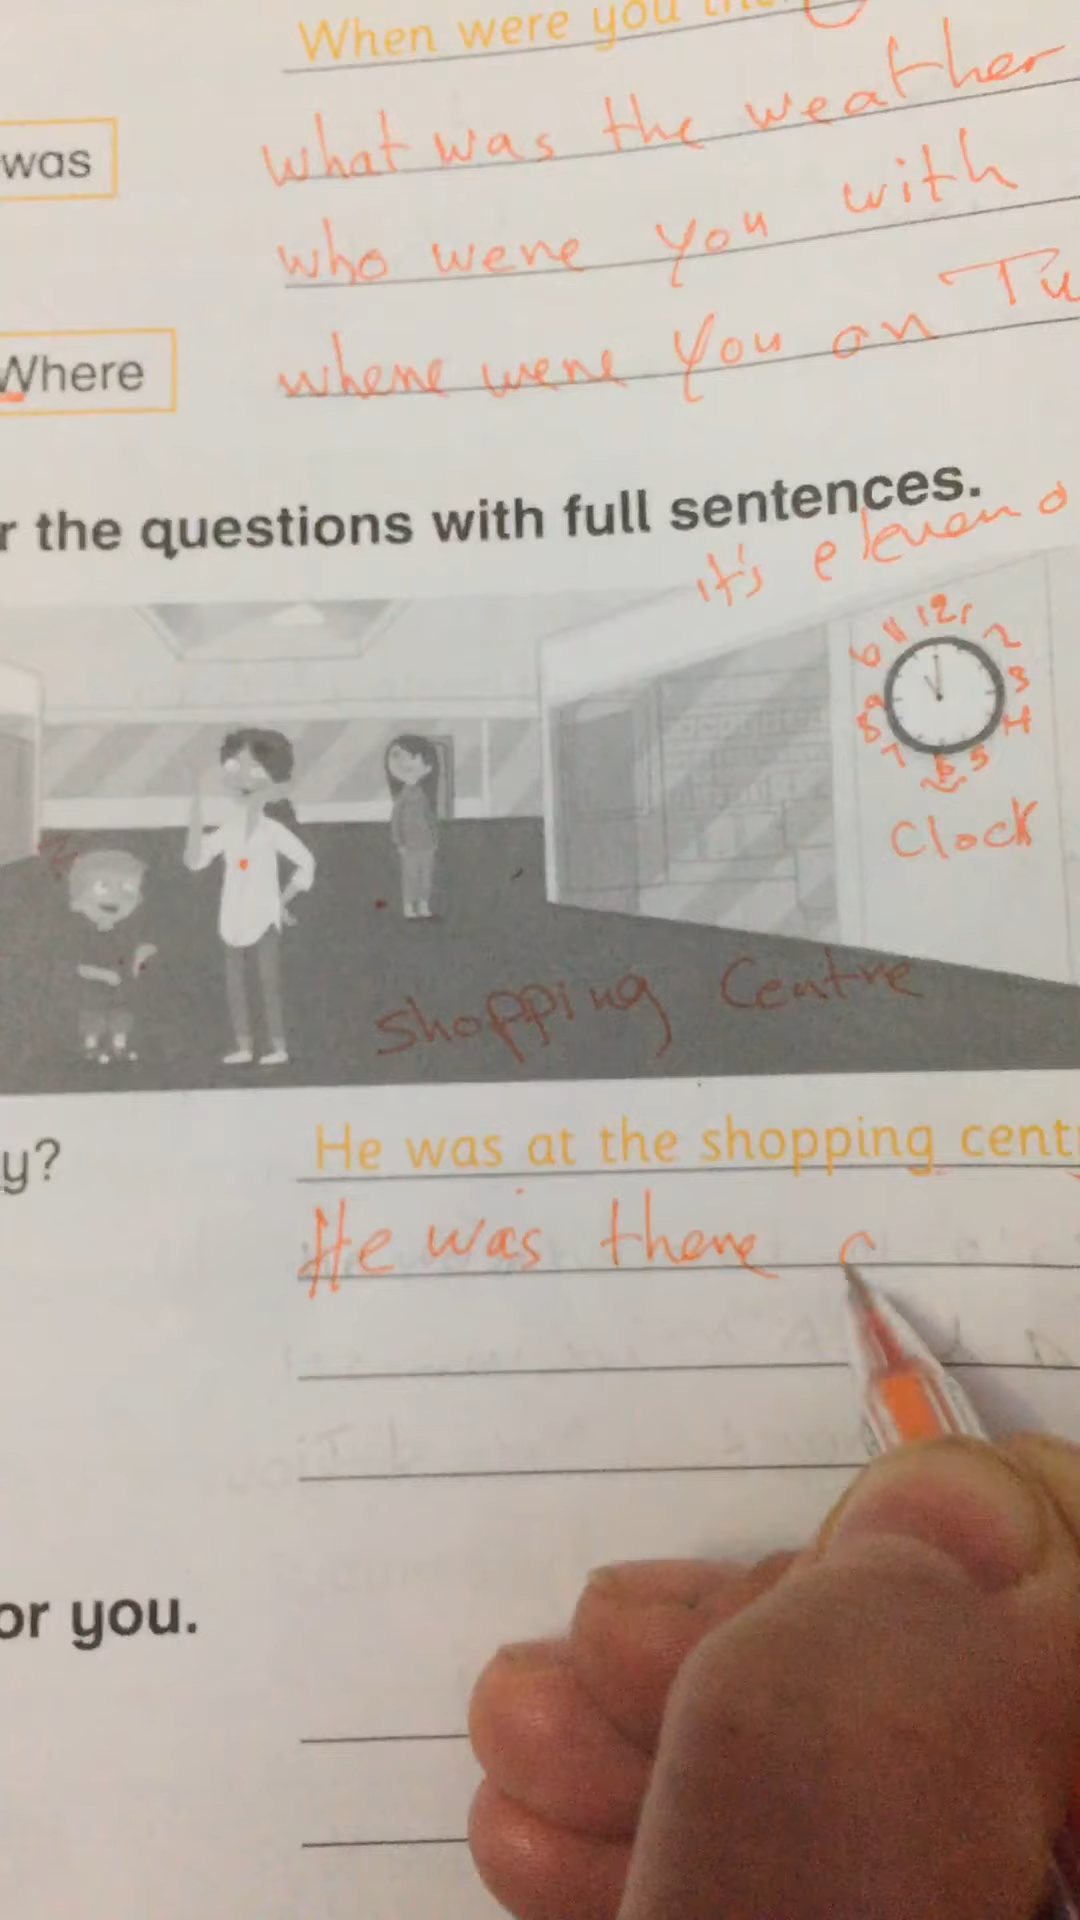 When were you
was
what was the weather
who were you with
Where
where were you on Tu
r the questions with full sentences.
it's elevan o
12 1 2 3 4 5 6 7 8 9 11
Clock
shopping Centre
y?
He was at the shopping cent
He was there a
or you.